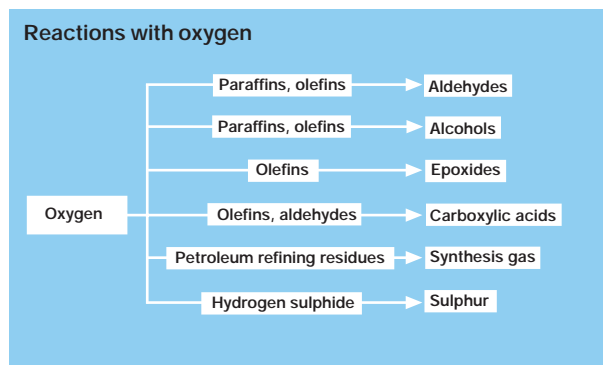 Reactions with oxygen
Paraffins, olefins
Aldehydes
Paraffins, olefins
Alcohols
Olefins
Epoxides
Oxygen
Olefins, aldehydes
Carboxylic acids
Petroleum refining residues
Synthesis gas
Hydrogen sulphide
Sulphur